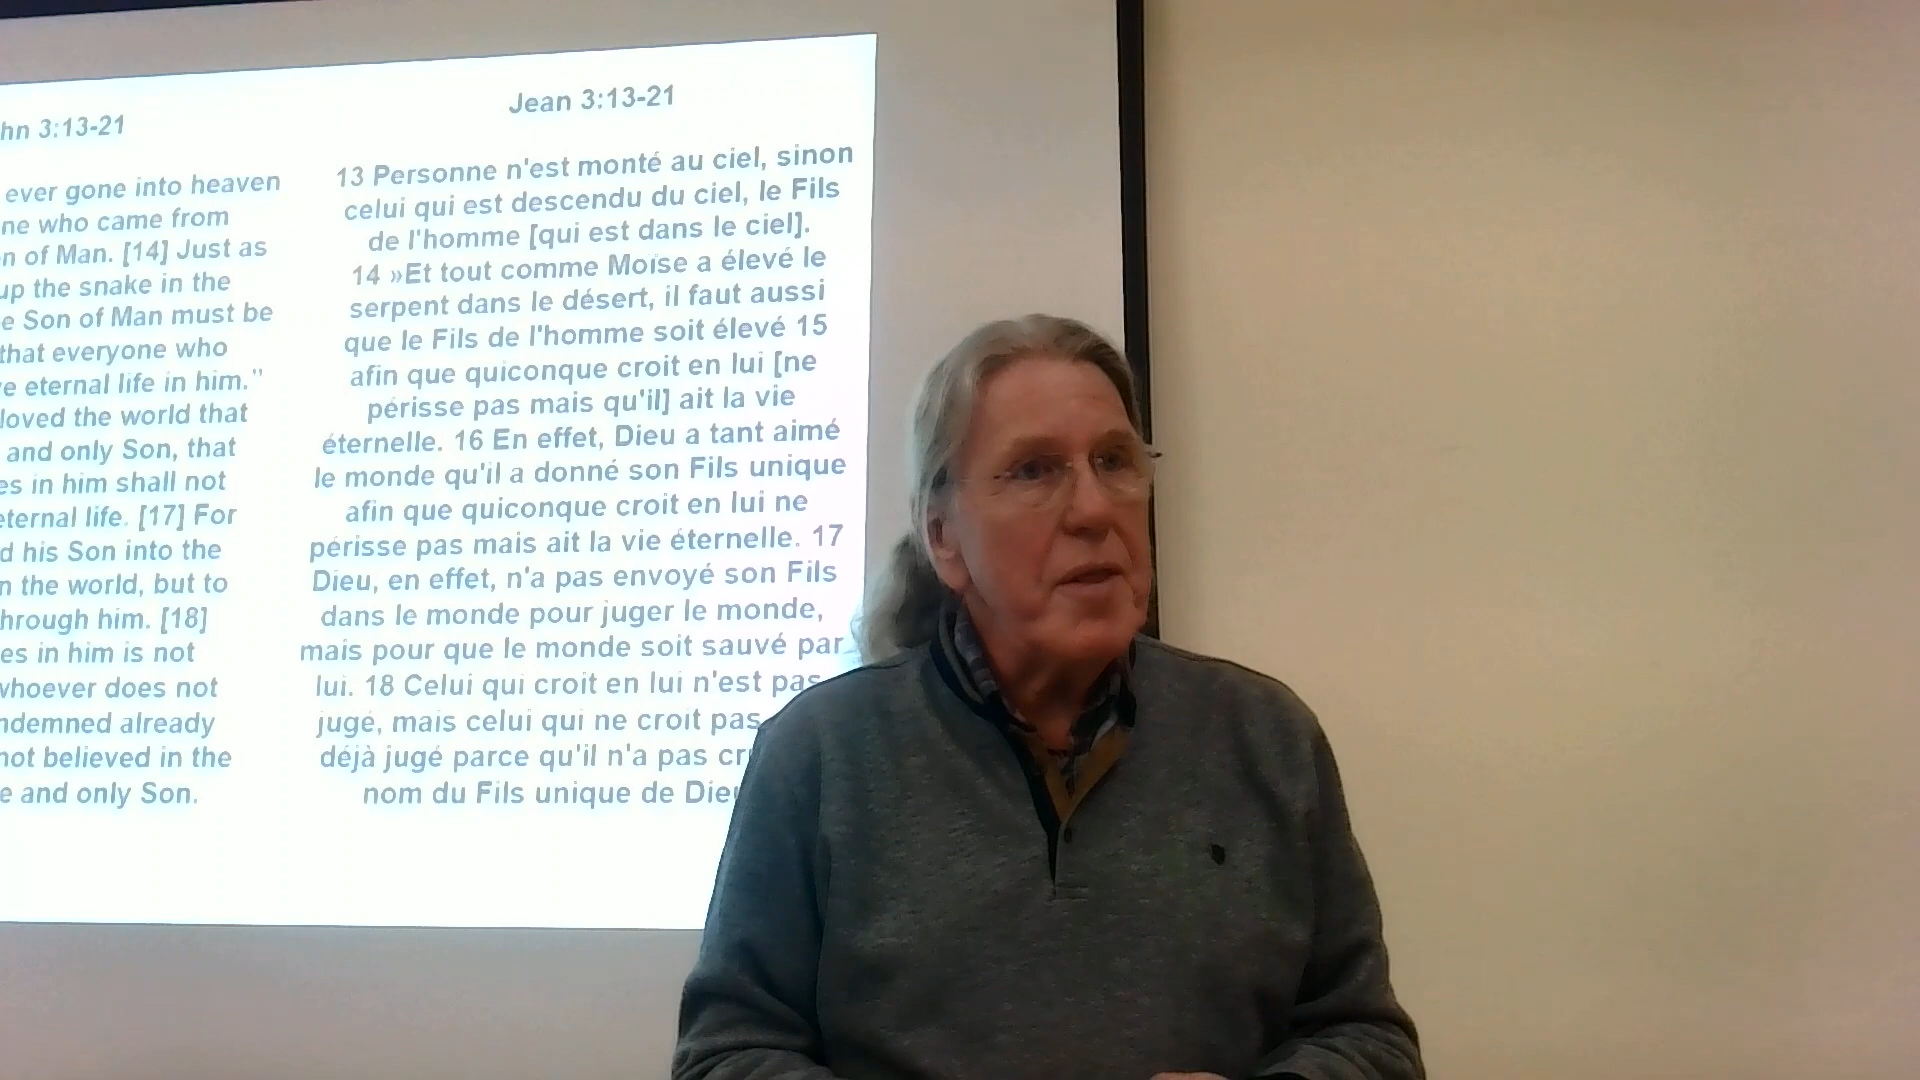 hn 3:13-21
ever gone into heaven
ne who came from
n of Man. [14] Just as
up the snake in the
e Son of Man must be
that everyone who
e eternal life in him."
loved the world that
and only Son, that
es in him shall not
eternal life. [17] For
d his Son into the
n the world, but to
hrough him. [18]
es in him is not
whoever does not
ndemned already
not believed in the
e and only Son.
Jean 3:13-21
13 Personne n'est monté au ciel, sinon
celui qui est descendu du ciel, le Fils
de l'homme [qui est dans le ciel].
14 »Et tout comme Moïse a élevé le
serpent dans le désert, il faut aussi
que le Fils de l'homme soit élevé 15
afin que quiconque croit en lui [ne
périsse pas mais qu'il] ait la vie
éternelle. 16 En effet, Dieu a tant aimé
le monde qu'il a donné son Fils unique
afin que quiconque croit en lui ne
périsse pas mais ait la vie éternelle. 17
Dieu, en effet, n'a pas envoyé son Fils
dans le monde pour juger le monde,
mais pour que le monde soit sauvé par
lui. 18 Celui qui croit en lui n'est pas
jugé, mais celui qui ne croit pas
déjà jugé parce qu'il n'a pas cr
nom du Fils unique de Dieu